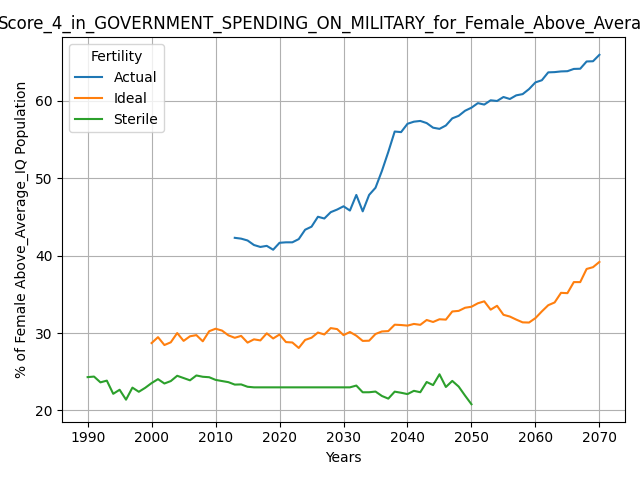 Score_4_in_GOVERNMENT_SPENDING_ON_MILITARY_for_Female_Above_Avera
Fertility
Actual
Ideal
Sterile
% of Female Above_Average_IQ Population
60
50
40
30
20
1990 2000 2010 2020 2030 2040 2050 2060 2070
Years